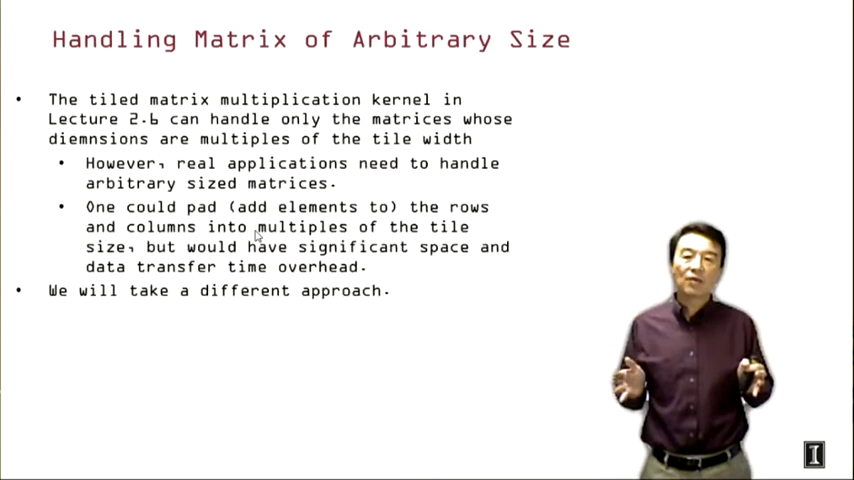 Handling Matrix of Arbitrary Size
• The tiled matrix multiplication kernel in
Lecture 2.6 can handle only the matrices whose
diemnsions are multiples of the tile width
• However, real applications need to handle
arbitrary sized matrices.
• One could pad (add elements to) the rows
and columns into multiples of the tile
size, but would have significant space and
data transfer time overhead.
• We will take a different approach.
I